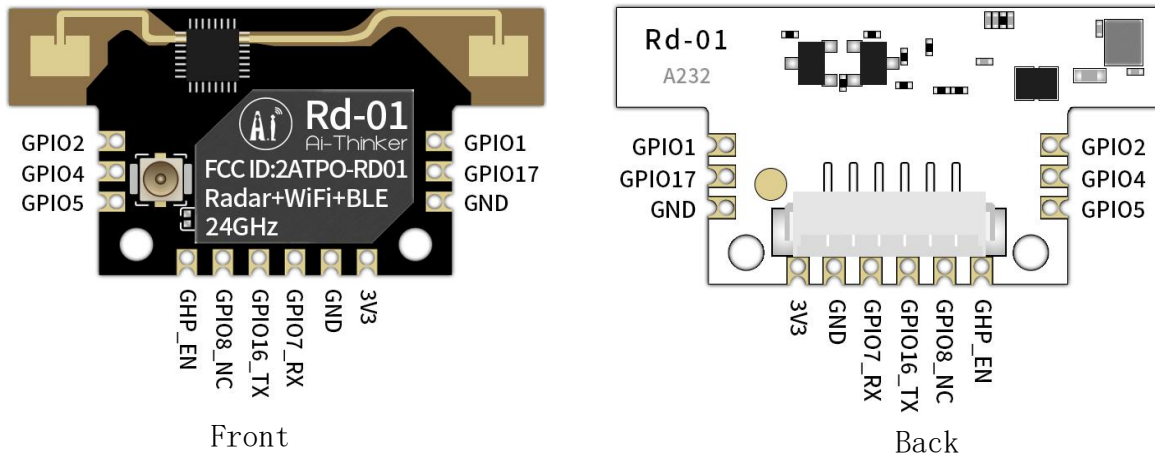 Rd-01
Ai-Thinker
FCC ID:2ATPO-RD01
Radar+WiFi+BLE
24GHz
GPIO2
GPIO4
GPIO5
GPIO1
GPIO17
GND
GHP_EN
GPIO8_NC
GPIO16_TX
GPIO7_RX
GND
3V3
Front
Rd-01
A232
GPIO1
GPIO17
GND
GPIO2
GPIO4
GPIO5
3V3
GND
GPIO7_RX
GPIO16_TX
GPIO8_NC
GHP_EN
Back